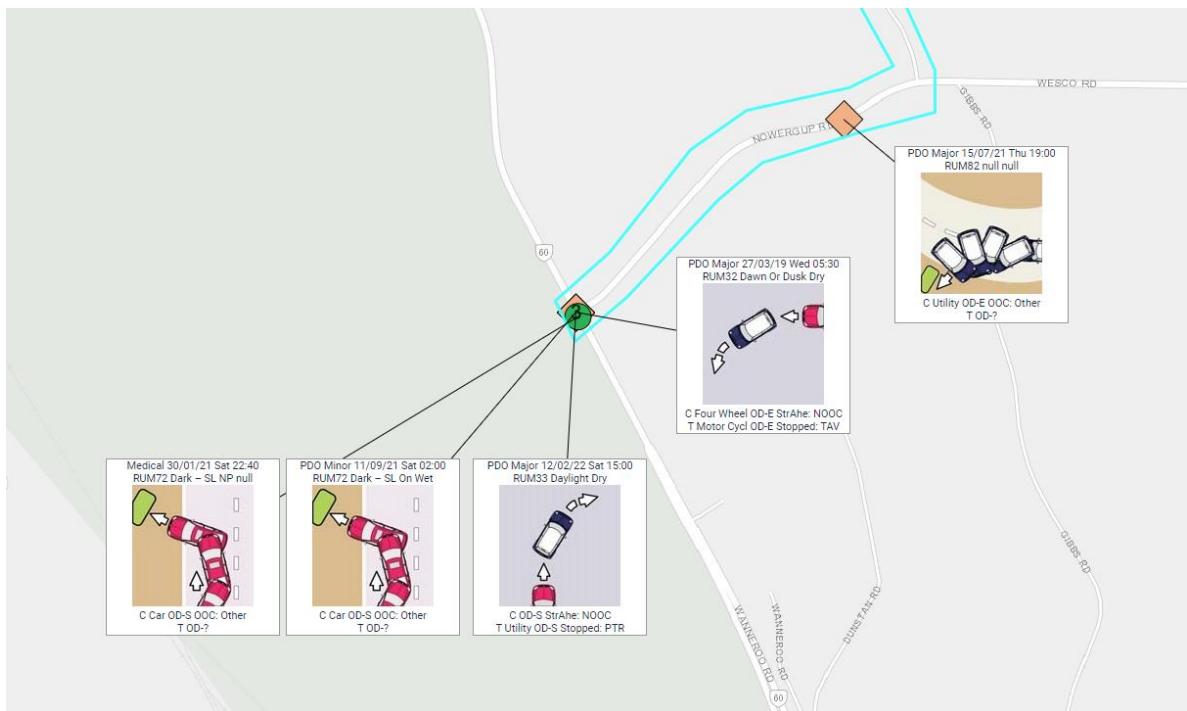 WESCO RD
GIBBS RD
NOWERGUP R
PDO Major 15/07/21 Thu 19:00
RUM82 null null
C Utility OD-E OOC: Other
T OD-?
60
PDO Major 27/03/19 Wed 05:30
RUM32 Dawn Or Dusk Dry
C Four Wheel OD-E StrAhe: NOOC
T Motor Cycl OD-E Stopped: TAV
3
Medical 30/01/21 Sat 22:40
RUM72 Dark – SL NP null
C Car OD-S OOC: Other
T OD-?
PDO Minor 11/09/21 Sat 02:00
RUM72 Dark – SL On Wet
C Car OD-S OOC: Other
T OD-?
PDO Major 12/02/22 Sat 15:00
RUM33 Daylight Dry
C OD-S StrAhe: NOOC
T Utility OD-S Stopped: PTR
GIBBS RD
DUNSTAN RD
WANNEROO RD
WANNEROO RD
60